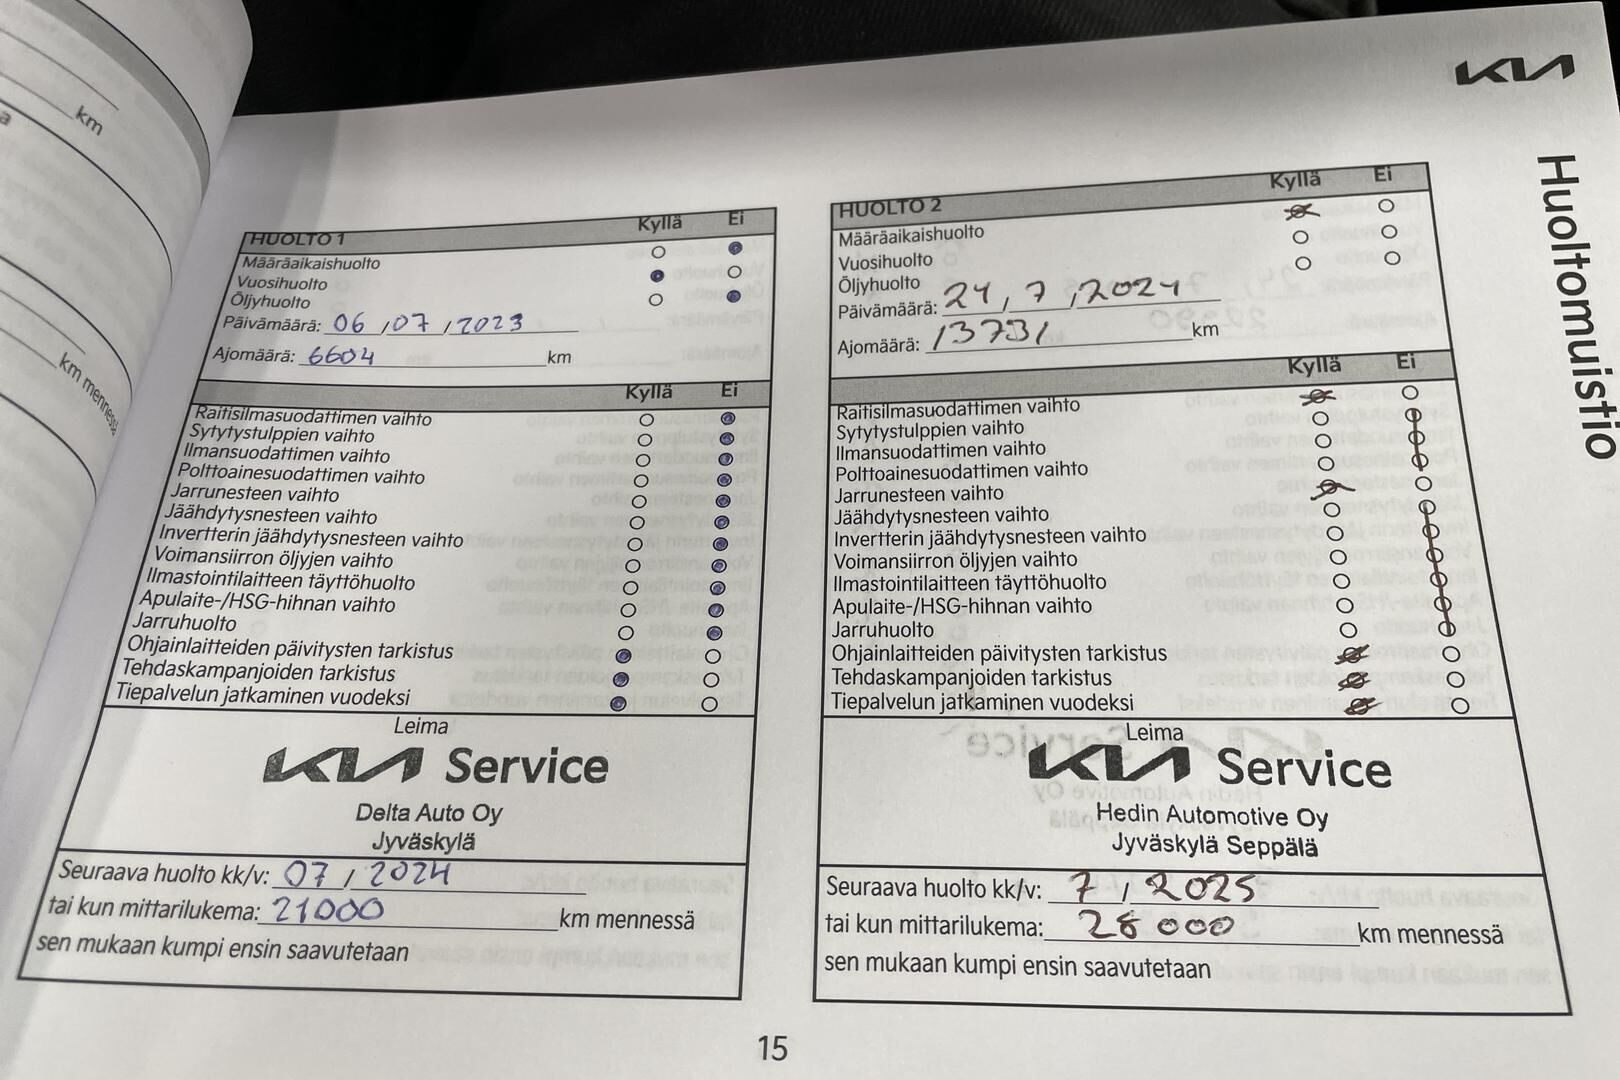 km
km mennessä
KIA
Huoltomuistio
HUOLTO 1 Kyllä Ei
Määräaikaishuolto
Vuosihuolto
Öljyhuolto
Päivämäärä: 06 / 07 / 2023
Ajomäärä: 6604 km
Kyllä Ei
Raitisilmasuodattimen vaihto
Sytytystulppien vaihto
Ilmansuodattimen vaihto
Polttoainesuodattimen vaihto
Jarrunesteen vaihto
Jäähdytysnesteen vaihto
Invertterin jäähdytysnesteen vaihto
Voimansiirron öljyjen vaihto
Ilmastointilaitteen täyttöhuolto
Apulaite-/HSG-hihnan vaihto
Jarruhuolto
Ohjainlaitteiden päivitysten tarkistus
Tehdaskampanjoiden tarkistus
Tiepalvelun jatkaminen vuodeksi
Leima
KIA Service
Delta Auto Oy
Jyväskylä
Seuraava huolto kk/v: 07 / 2024
tai kun mittarilukema: 21000 km mennessä
sen mukaan kumpi ensin saavutetaan
HUOLTO 2 Kyllä Ei
Määräaikaishuolto
Vuosihuolto
Öljyhuolto
Päivämäärä: 24 / 7 / 2024
Ajomäärä: 13731 km
Kyllä Ei
Raitisilmasuodattimen vaihto
Sytytystulppien vaihto
Ilmansuodattimen vaihto
Polttoainesuodattimen vaihto
Jarrunesteen vaihto
Jäähdytysnesteen vaihto
Invertterin jäähdytysnesteen vaihto
Voimansiirron öljyjen vaihto
Ilmastointilaitteen täyttöhuolto
Apulaite-/HSG-hihnan vaihto
Jarruhuolto
Ohjainlaitteiden päivitysten tarkistus
Tehdaskampanjoiden tarkistus
Tiepalvelun jatkaminen vuodeksi
Leima
KIA Service
Hedin Automotive Oy
Jyväskylä Seppälä
Seuraava huolto kk/v: 7 / 2025
tai kun mittarilukema: 28 000 km mennessä
sen mukaan kumpi ensin saavutetaan
15